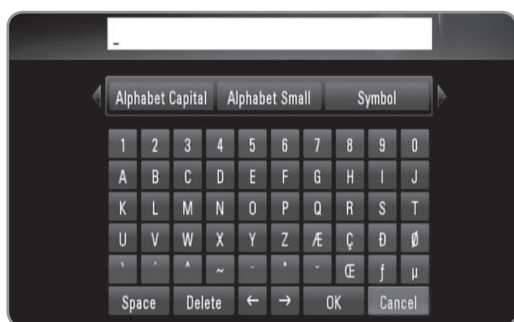 _
Alphabet Capital Alphabet Small Symbol
1 2 3 4 5 6 7 8 9 0
A B C D E F G H I J
K L M N O P Q R S T
U V W X Y Z Æ Ç Ð Ø
` ´ ^ ~ ¨ ° - Œ ƒ µ
Space Delete ← → OK Cancel